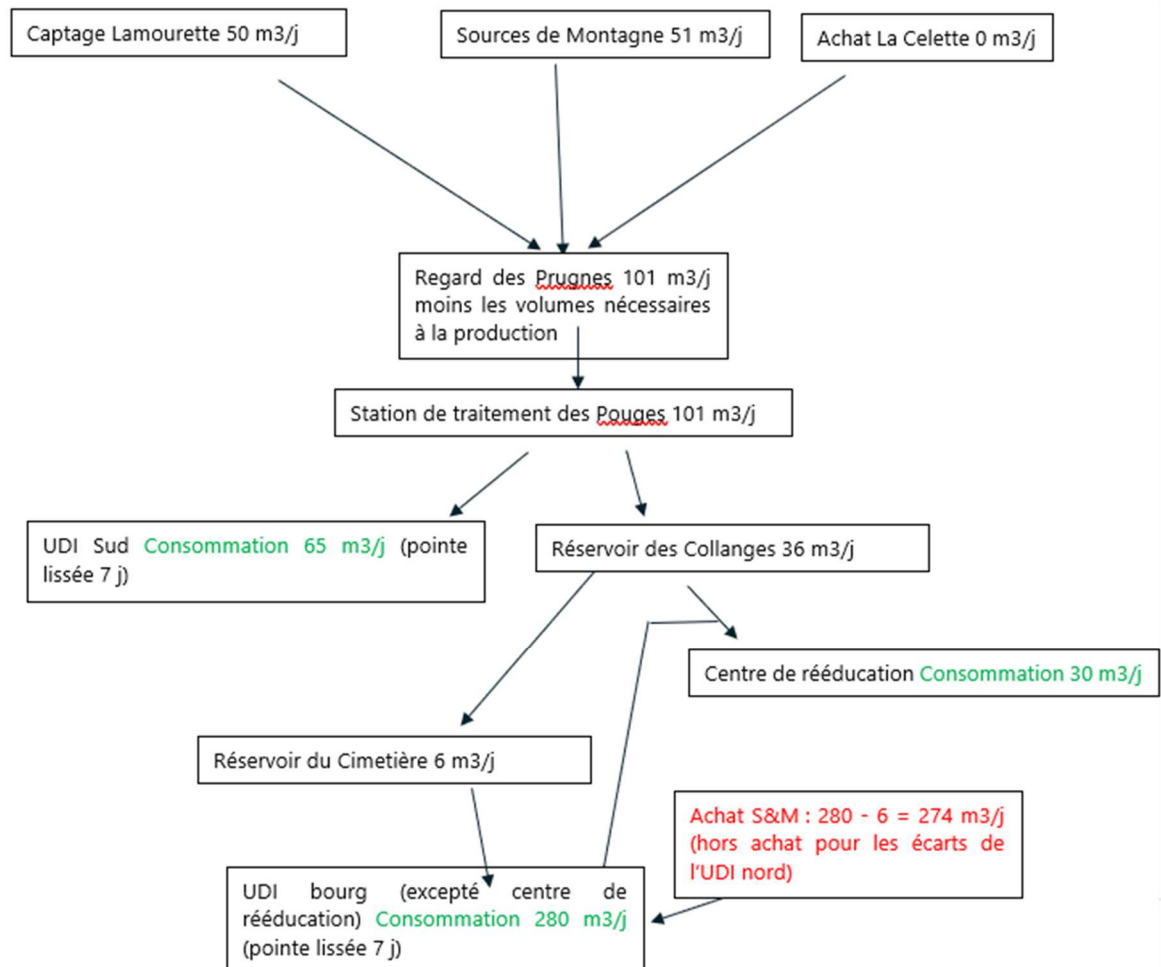 Captage Lamourette 50 m3/j
Sources de Montagne 51 m3/j
Achat La Celette 0 m3/j
Regard des Prugnes 101 m3/j
moins les volumes nécessaires
à la production
Station de traitement des Pouges 101 m3/j
UDI Sud Consommation 65 m3/j (pointe
lissée 7 j)
Réservoir des Collanges 36 m3/j
Centre de rééducation Consommation 30 m3/j
Réservoir du Cimetière 6 m3/j
Achat S&M : 280 - 6 = 274 m3/j
(hors achat pour les écarts de
l'UDI nord)
UDI bourg (excepté centre de
rééducation) Consommation 280 m3/j
(pointe lissée 7 j)